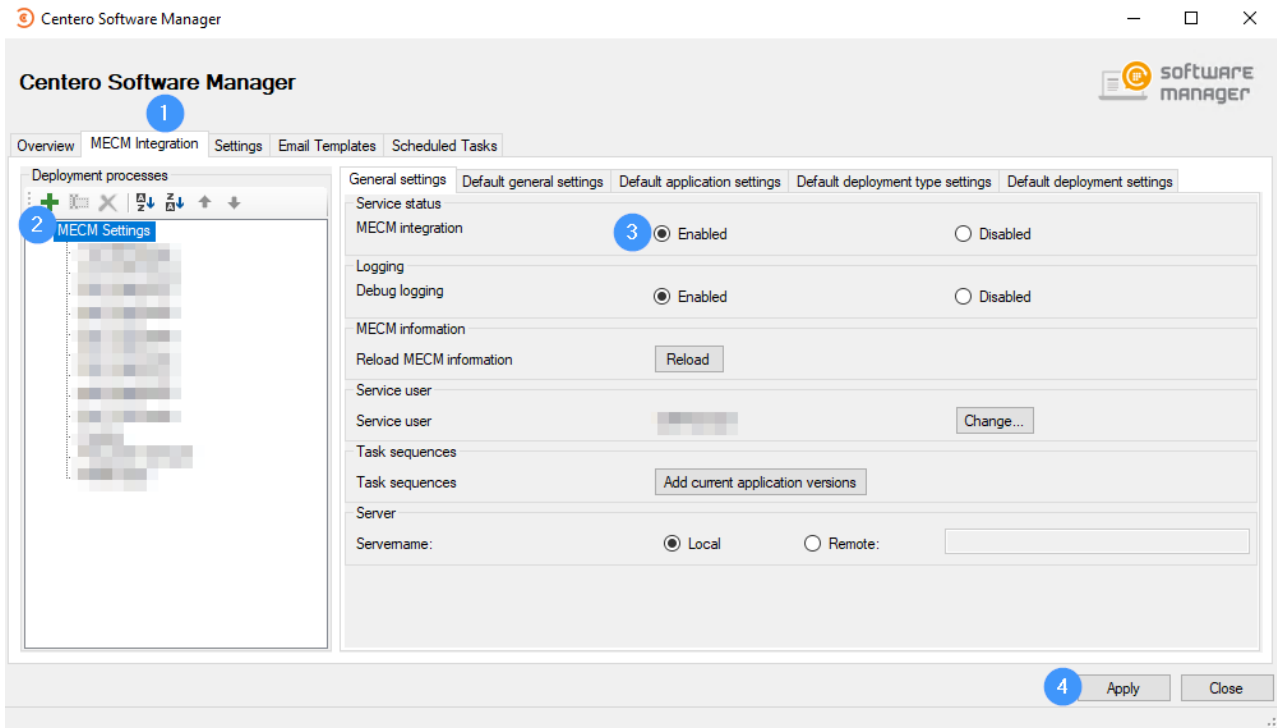 Centero Software Manager
Centero Software Manager
software
manager
1
Overview MECM Integration Settings Email Templates Scheduled Tasks
Deployment processes
2
MECM Settings
General settings Default general settings Default application settings Default deployment type settings Default deployment settings
Service status
MECM integration
3
Enabled
Disabled
Logging
Debug logging
Enabled
Disabled
MECM information
Reload MECM information
Reload
Service user
Service user
Change...
Task sequences
Task sequences
Add current application versions
Server
Servername:
Local
Remote:
4
Apply
Close